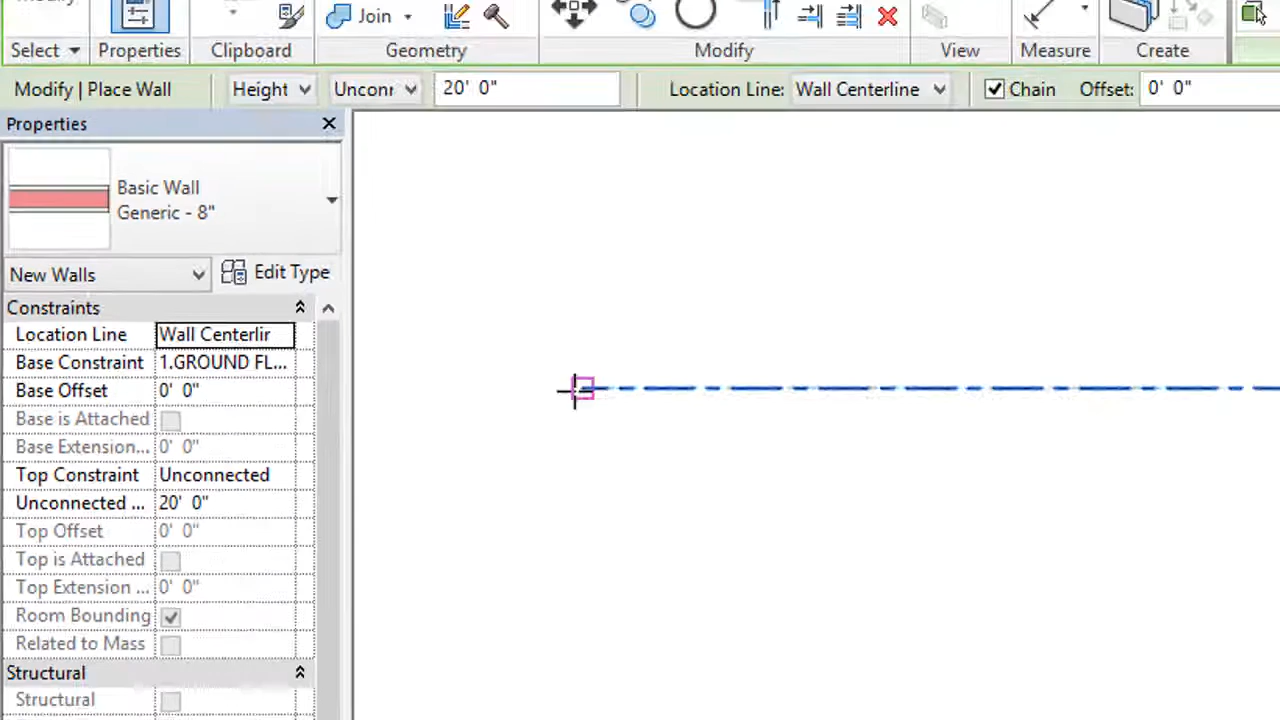 Join
Select Properties Clipboard Geometry Modify View Measure Create
Modify | Place Wall Height Unconr 20' 0" Location Line: Wall Centerline Chain Offset: 0' 0"
Properties
Basic Wall
Generic - 8"
New Walls Edit Type
Constraints
Location Line Wall Centerlir
Base Constraint 1.GROUND FL...
Base Offset 0' 0"
Base is Attached
Base Extension... 0' 0"
Top Constraint Unconnected
Unconnected ... 20' 0"
Top Offset 0' 0"
Top is Attached
Top Extension ... 0' 0"
Room Bounding
Related to Mass
Structural
Structural